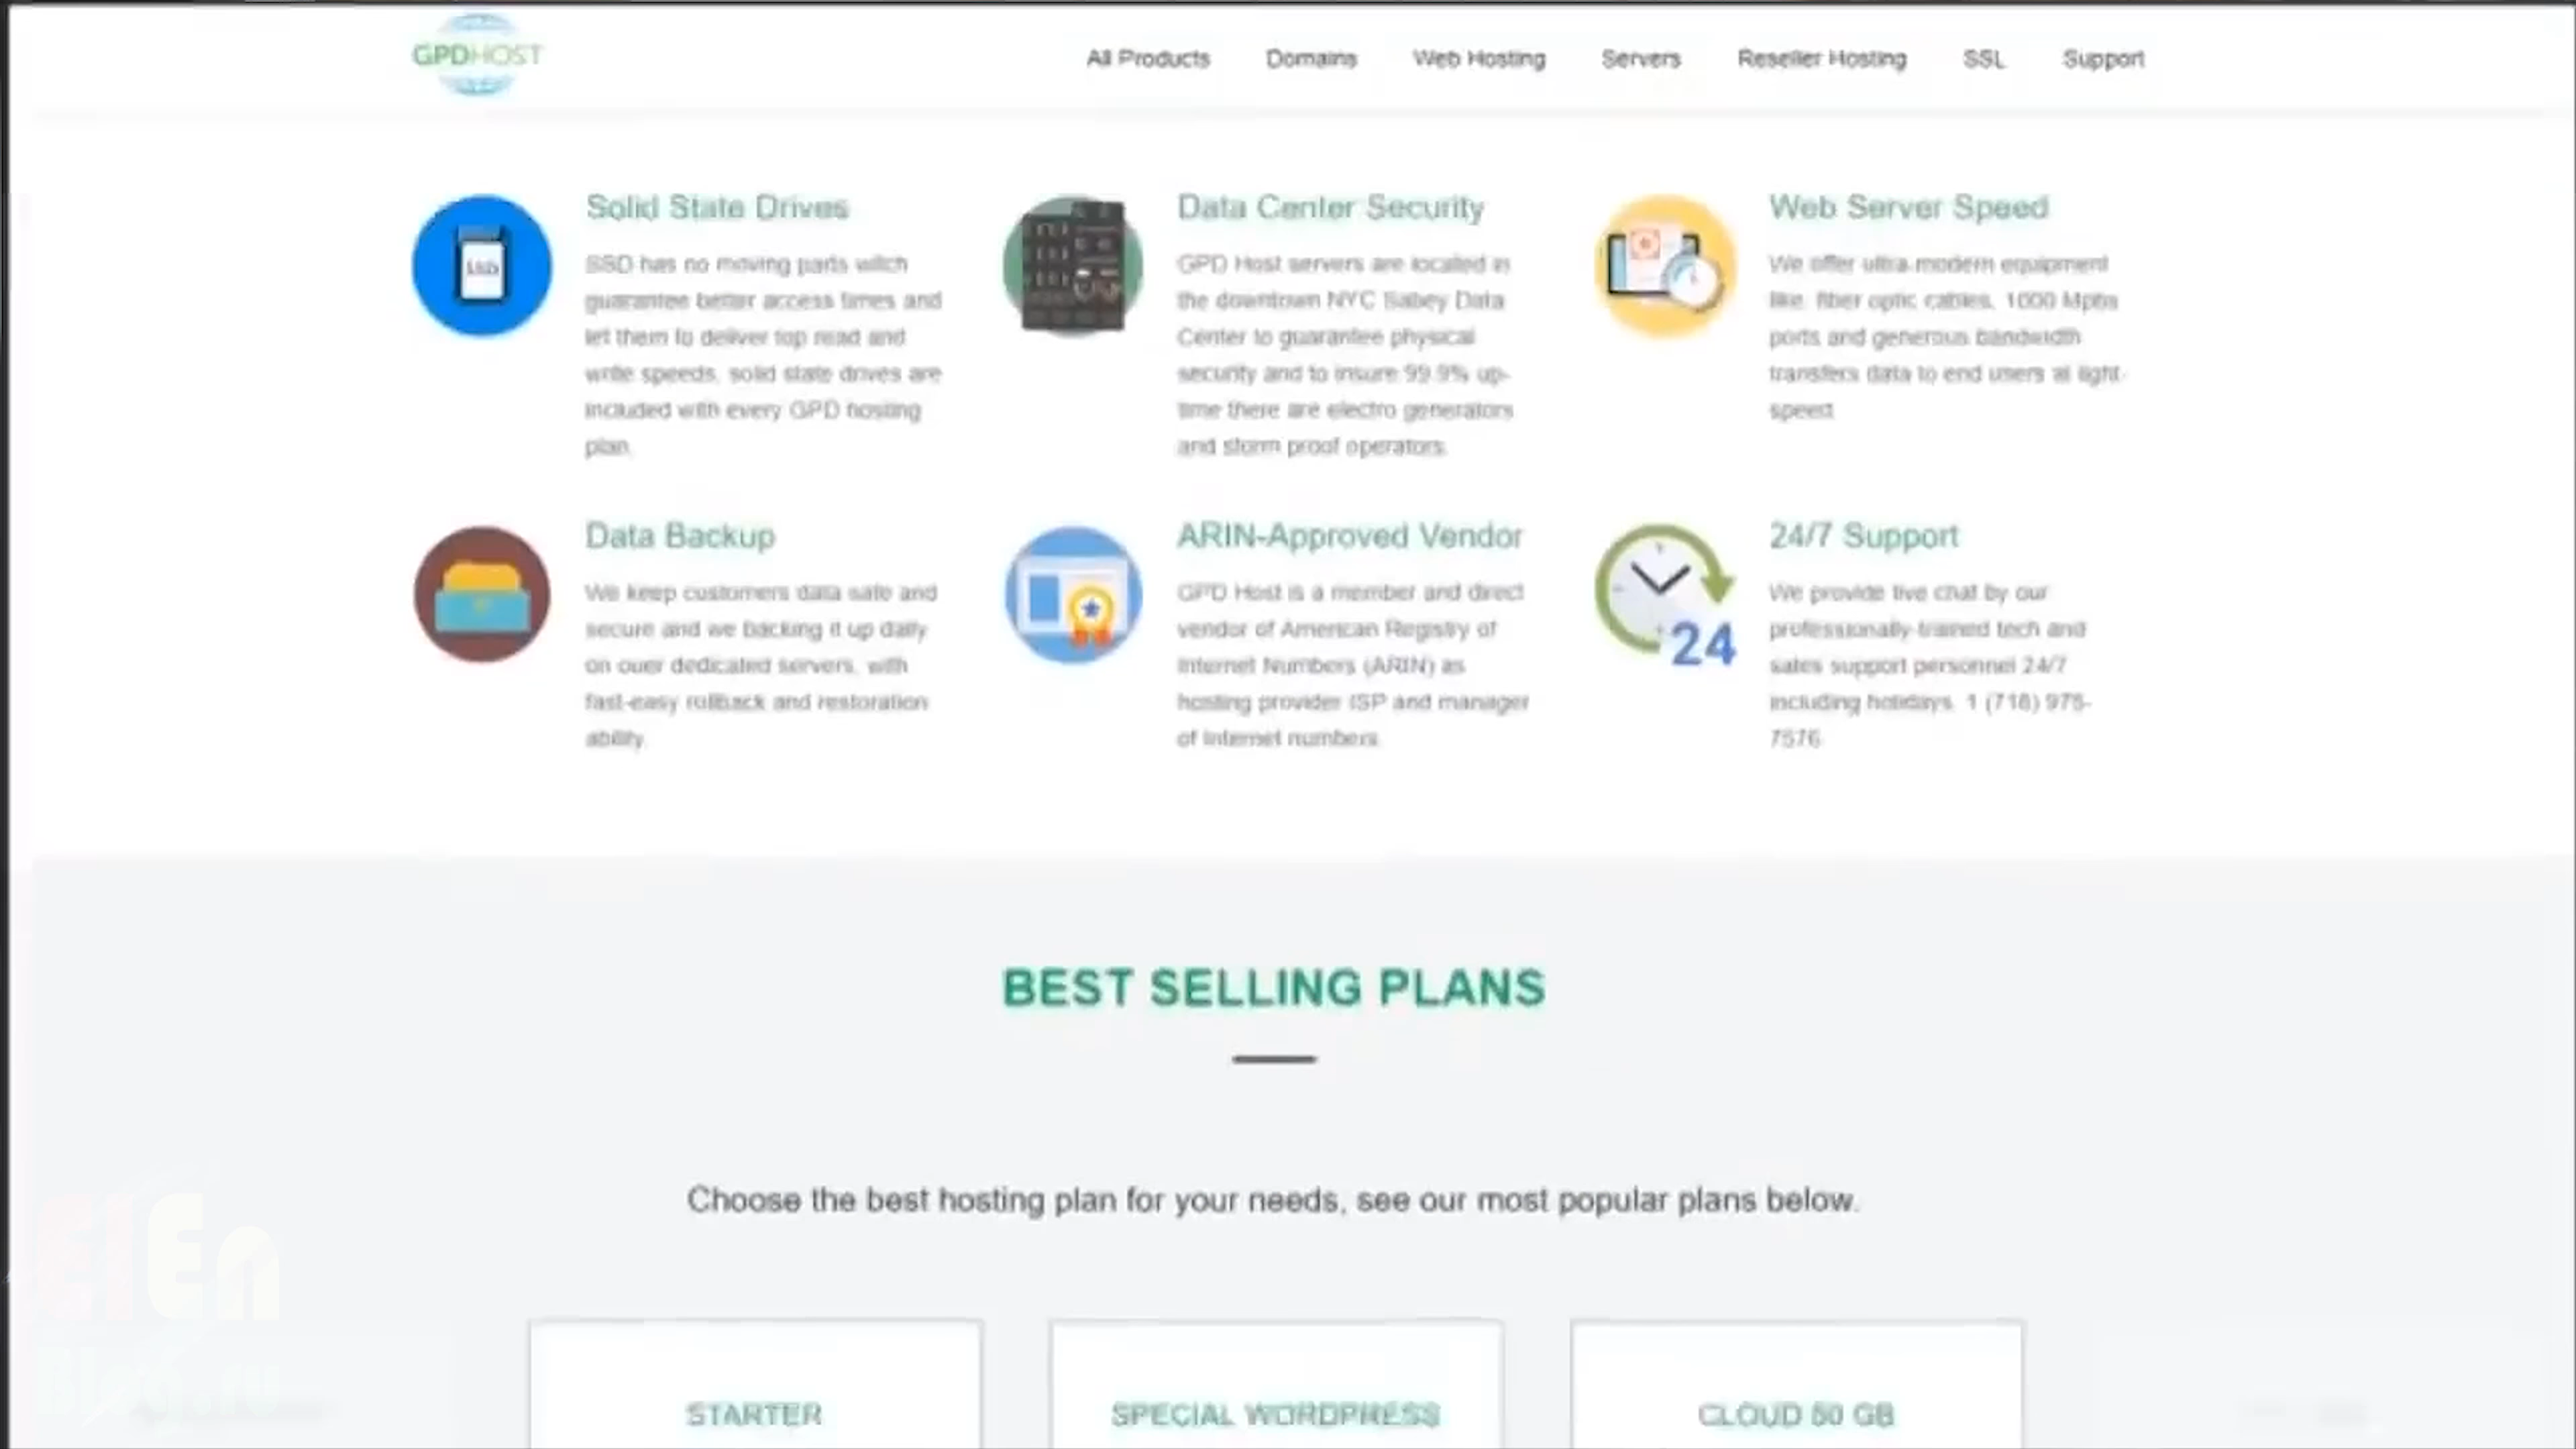 GPDHOST
All Products Domains Web Hosting Servers Reseller Hosting SSL Support
Solid State Drives
SSD has no moving parts witch
guarantee better access times and
let them to deliver top read and
write speeds, solid state drives are
included with every GPD hosting
plan.
Data Center Security
GPD Host servers are located in
the downtown NYC Sabey Data
Center to guarantee physical
security and to insure 99.9% up-
time there are electro generators
and storm proof operators.
Web Server Speed
We offer ultra-modern equipment
like, fiber optic cables, 1000 Mpbs
ports and generous bandwidth
transfers data to end users at light-
speed.
Data Backup
We keep customers data safe and
secure and we backing it up daily
on ouer dedicated servers, with
fast-easy rollback and restoration
ability.
ARIN-Approved Vendor
GPD Host is a member and direct
vendor of American Registry of
Internet Numbers (ARIN) as
hosting provider ISP and manager
of Internet numbers.
24
24/7 Support
We provide live chat by our
professionally-trained tech and
sales support personnel 24/7
including holidays. 1 (718) 975-
7576
BEST SELLING PLANS
Choose the best hosting plan for your needs, see our most popular plans below.
STARTER
SPECIAL WORDPRESS
CLOUD 50 GB